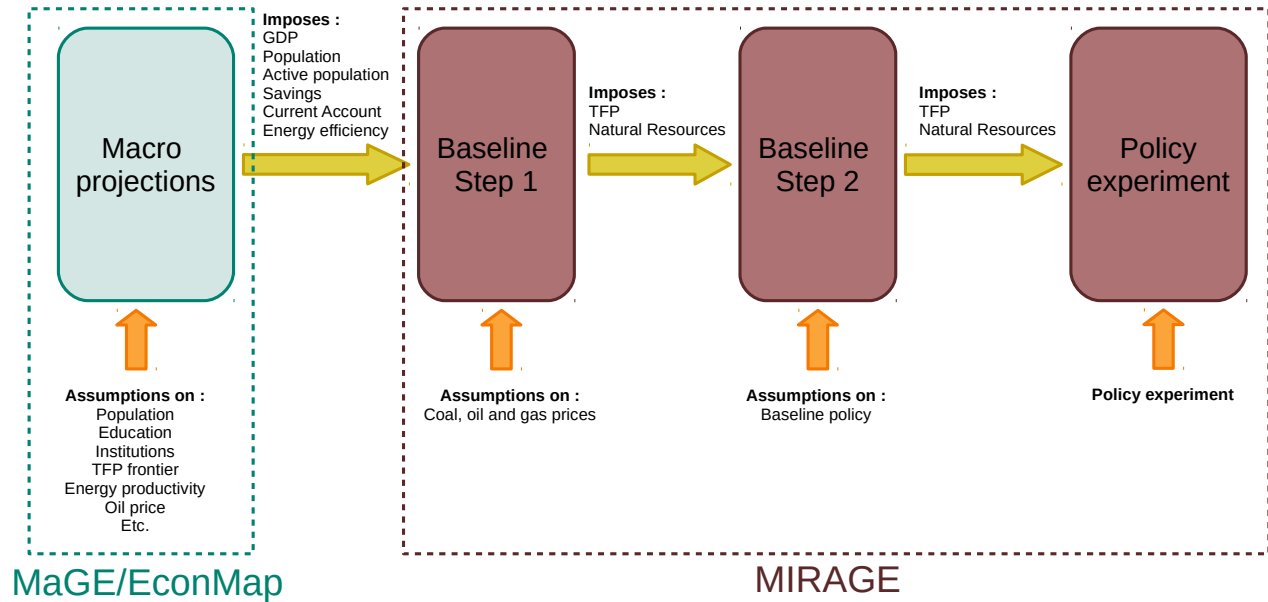 Imposes :
GDP
Population
Active population
Savings
Current Account
Energy efficiency
Macro
projections
Assumptions on :
Population
Education
Institutions
TFP frontier
Energy productivity
Oil price
Etc.
MaGE/EconMap
Baseline
Step 1
Assumptions on :
Coal, oil and gas prices
Imposes :
TFP
Natural Resources
Baseline
Step 2
Assumptions on :
Baseline policy
Imposes :
TFP
Natural Resources
Policy
experiment
Policy experiment
MIRAGE